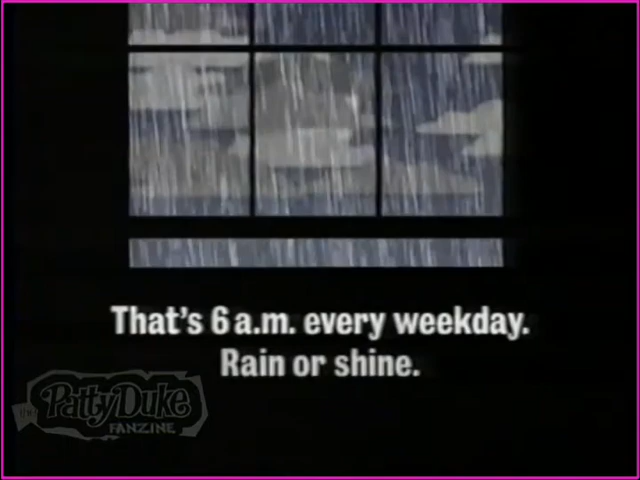 That's 6 a.m. every weekday.
Rain or shine.
the
Patty Duke
FANZINE